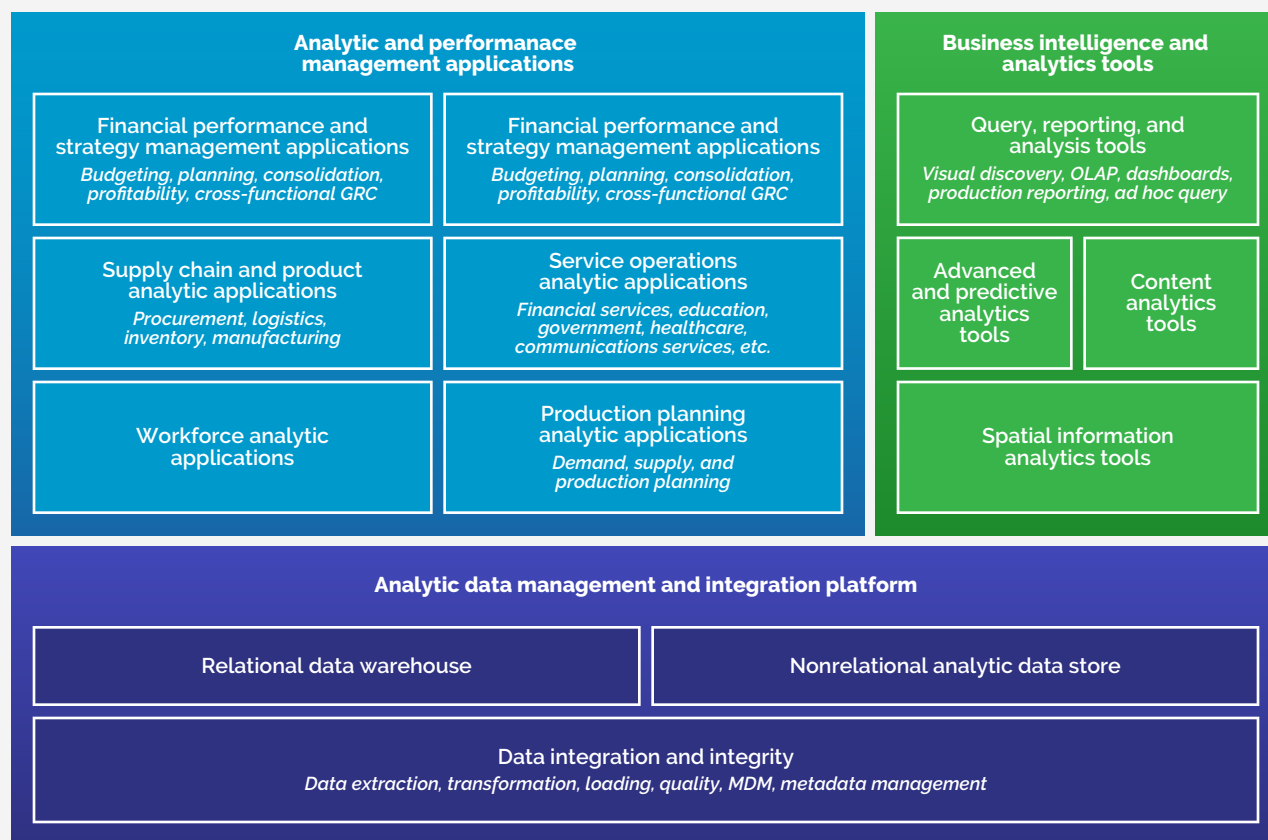 Analytic and performanace
management applications
Financial performance and
strategy management applications
Budgeting, planning, consolidation,
profitability, cross-functional GRC
Financial performance and
strategy management applications
Budgeting, planning, consolidation,
profitability, cross-functional GRC
Supply chain and product
analytic applications
Procurement, logistics,
inventory, manufacturing
Service operations
analytic applications
Financial services, education,
government, healthcare,
communications services, etc.
Workforce analytic
applications
Production planning
analytic applications
Demand, supply, and
production planning
Business intelligence and
analytics tools
Query, reporting, and
analysis tools
Visual discovery, OLAP, dashboards,
production reporting, ad hoc query
Advanced
and predictive
analytics
tools
Content
analytics
tools
Spatial information
analytics tools
Analytic data management and integration platform
Relational data warehouse
Nonrelational analytic data store
Data integration and integrity
Data extraction, transformation, loading, quality, MDM, metadata management